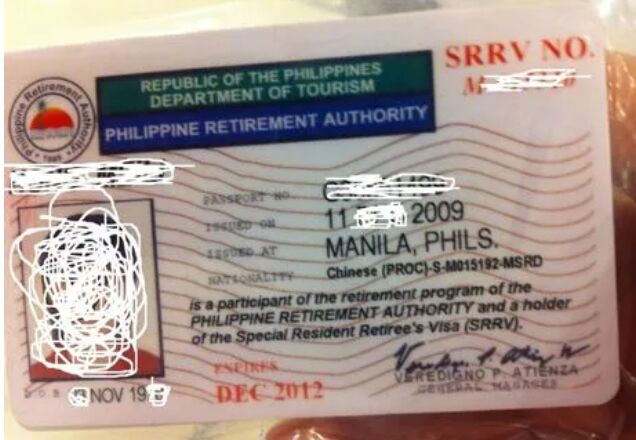 SRRV NO.
REPUBLIC OF THE PHILIPPINES
DEPARTMENT OF TOURISM
PHILIPPINE RETIREMENT AUTHORITY
Philippine Retirement Authority
PASSPORT NO.
ISSUED ON 11 2009
ISSUED AT MANILA, PHILS.
NATIONALITY Chinese (PROC)-S-M015192-MSRD
is a participant of the retirement program of the
PHILIPPINE RETIREMENT AUTHORITY and a holder
of the Special Resident Retiree's Visa (SRRV).
EXPIRES
DEC 2012
VEREDIGNO P. ATIENZA
GENERAL MANAGER
DOB NOV 19